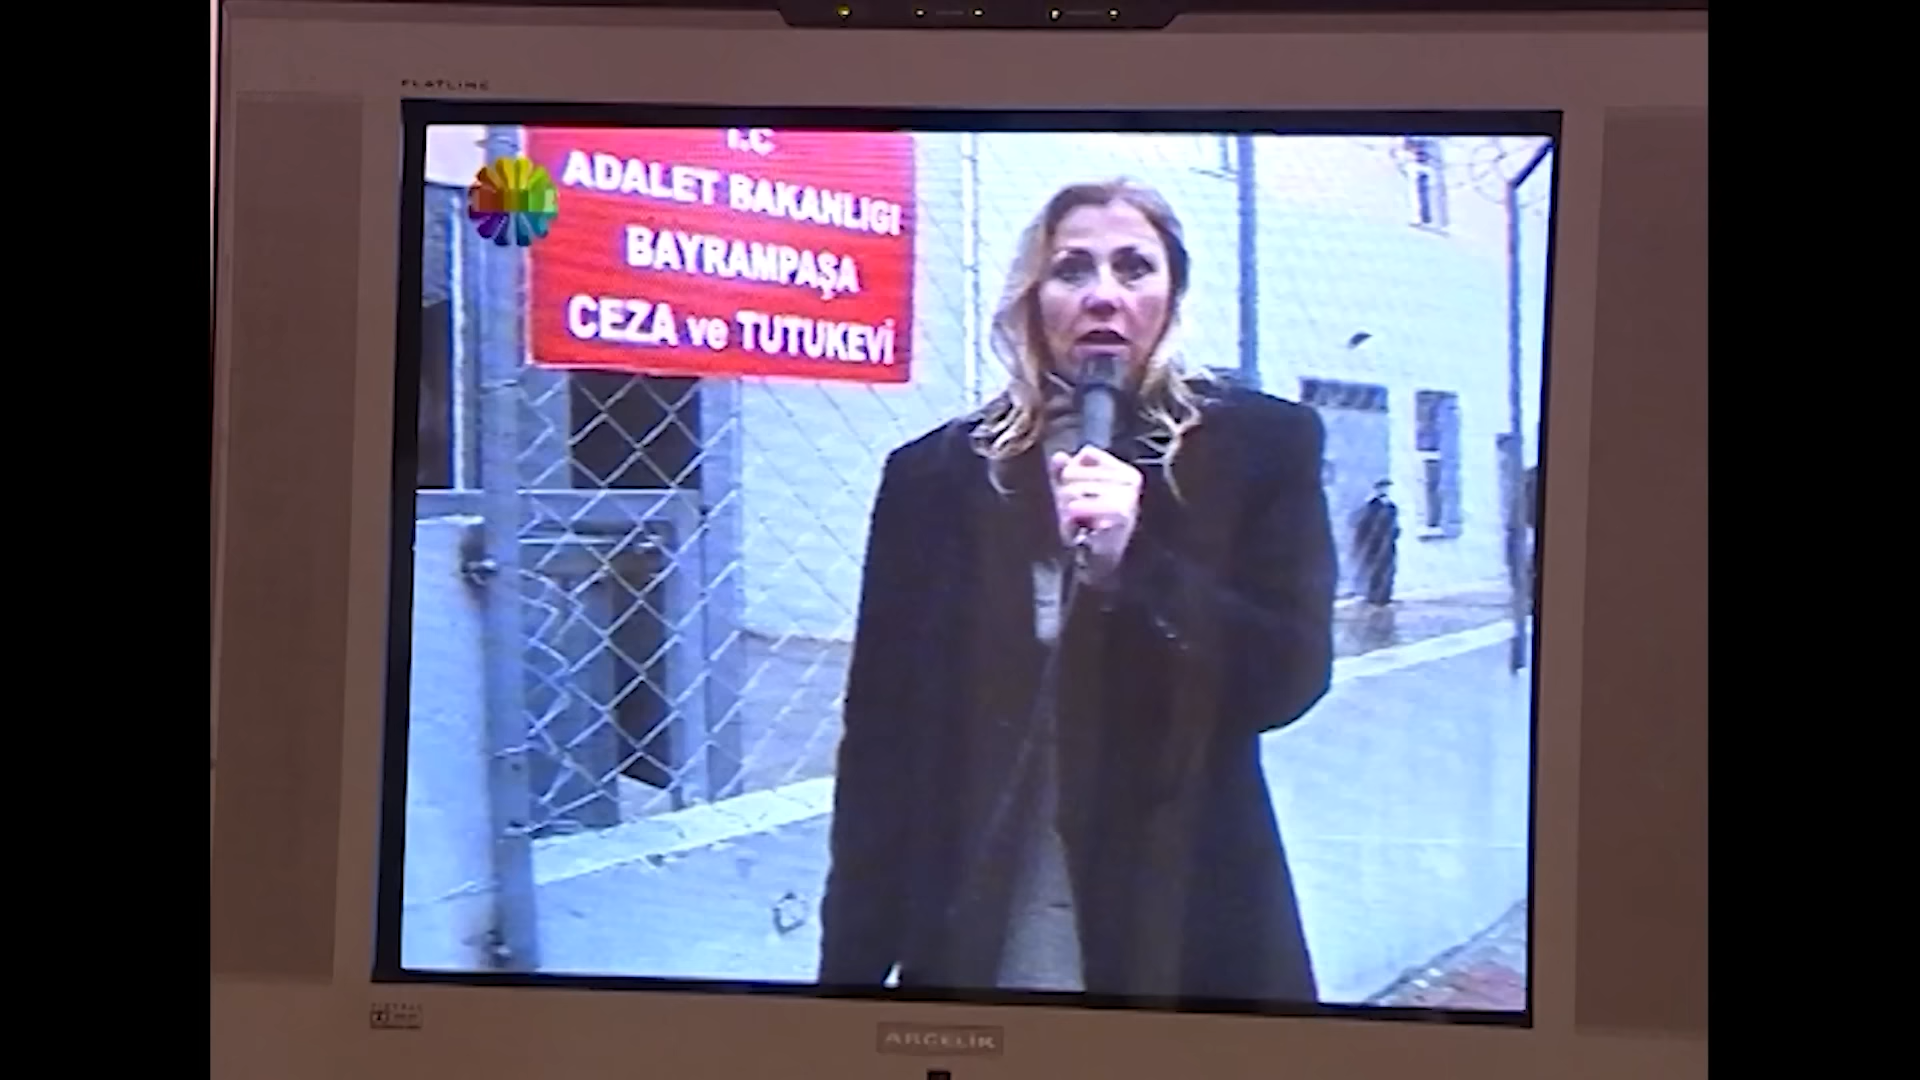 FLATLINE
T.C
ADALET BAKANLIGI
BAYRAMPAŞA
CEZA ve TUTUKEVİ
ARÇELİK